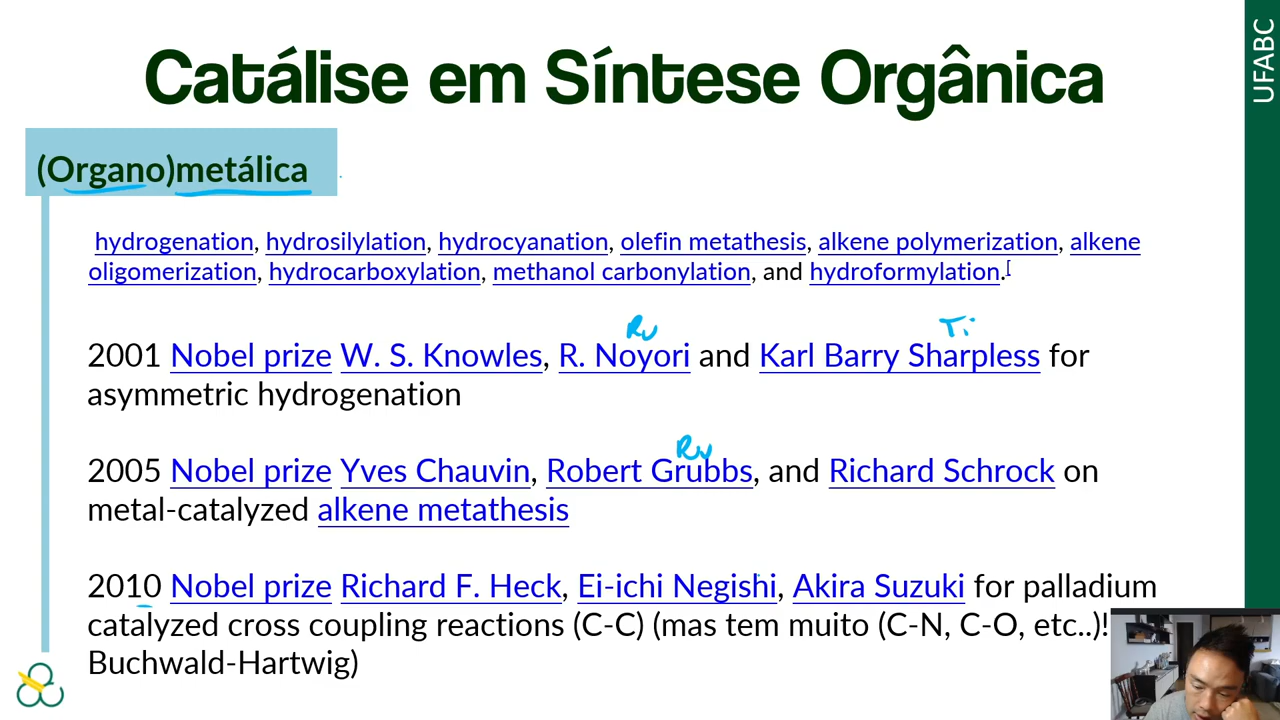 Catálise em Síntese Orgânica
UFABC
(Organo)metálica
hydrogenation, hydrosilylation, hydrocyanation, olefin metathesis, alkene polymerization, alkene
oligomerization, hydrocarboxylation, methanol carbonylation, and hydroformylation.[
Ru
Ti
2001 Nobel prize W. S. Knowles, R. Noyori and Karl Barry Sharpless for
asymmetric hydrogenation
Ru
2005 Nobel prize Yves Chauvin, Robert Grubbs, and Richard Schrock on
metal-catalyzed alkene metathesis
2010 Nobel prize Richard F. Heck, Ei-ichi Negishi, Akira Suzuki for palladium
catalyzed cross coupling reactions (C-C) (mas tem muito (C-N, C-O, etc..)!
Buchwald-Hartwig)